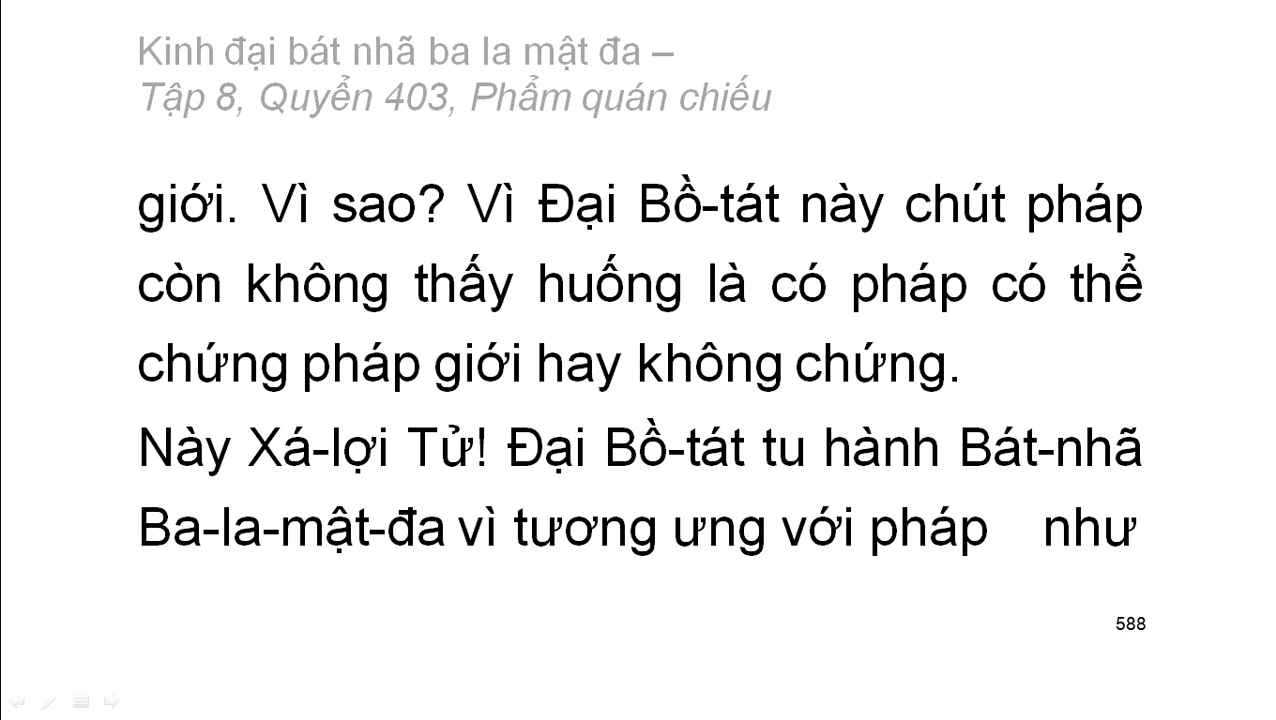 Kinh đại bát nhã ba la mật đa –
Tập 8, Quyển 403, Phẩm quán chiếu
giới. Vì sao? Vì Đại Bồ-tát này chút pháp
còn không thấy huống là có pháp có thể
chứng pháp giới hay không chứng.
Này Xá-lợi Tử! Đại Bồ-tát tu hành Bát-nhã
Ba-la-mật-đa vì tương ưng với pháp như
588